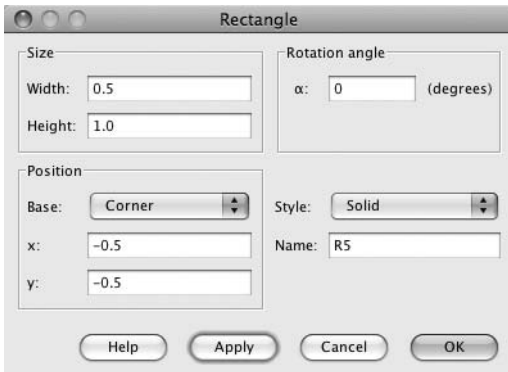 Rectangle
Size
Width: 0.5
Height: 1.0
Rotation angle
α: 0 (degrees)
Position
Base: Corner
x: -0.5
y: -0.5
Style: Solid
Name: R5
Help Apply Cancel OK